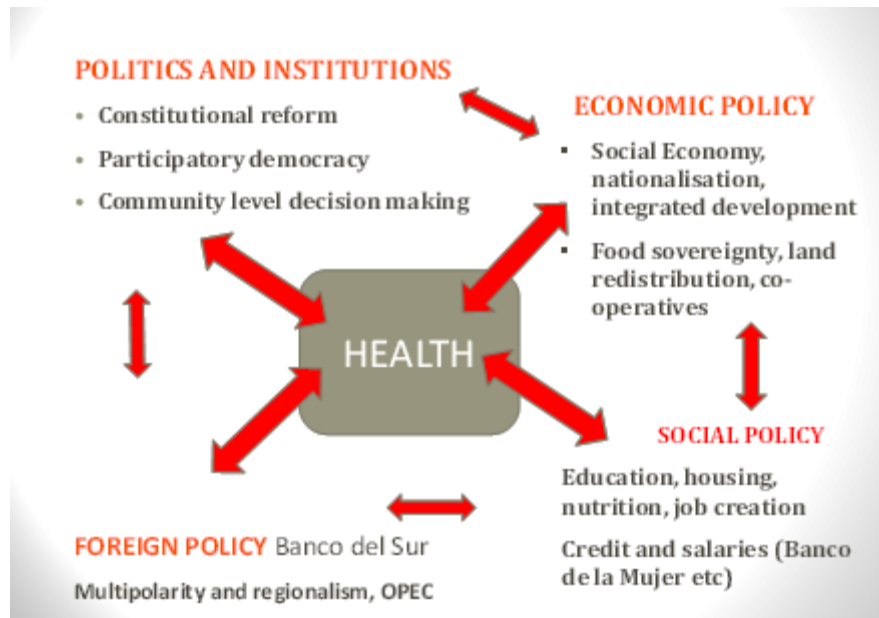 POLITICS AND INSTITUTIONS
• Constitutional reform
• Participatory democracy
• Community level decision making
ECONOMIC POLICY
▪ Social Economy,
nationalisation,
integrated development
▪ Food sovereignty, land
redistribution, co-
operatives
HEALTH
SOCIAL POLICY
Education, housing,
nutrition, job creation
Credit and salaries (Banco
de la Mujer etc)
FOREIGN POLICY Banco del Sur
Multipolarity and regionalism, OPEC